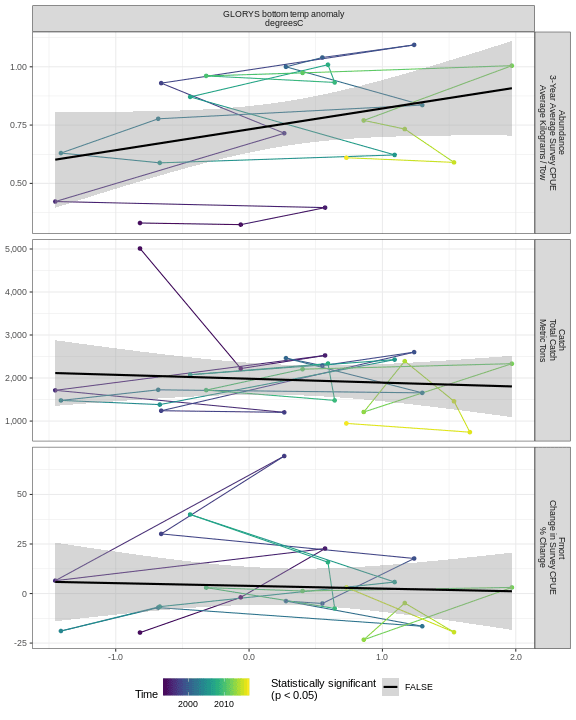 GLORYS bottom temp anomaly
degreesC
1.00
0.75
0.50
Abundance
3-Year Average Survey CPUE
Average Kilograms / Tow
5,000
4,000
3,000
2,000
1,000
Catch
Total Catch
Metric Tons
50
25
0
-25
Fmort
Change in Survey CPUE
% Change
-1.0
0.0
1.0
2.0
Time
2000
2010
Statistically significant
(p < 0.05)
FALSE